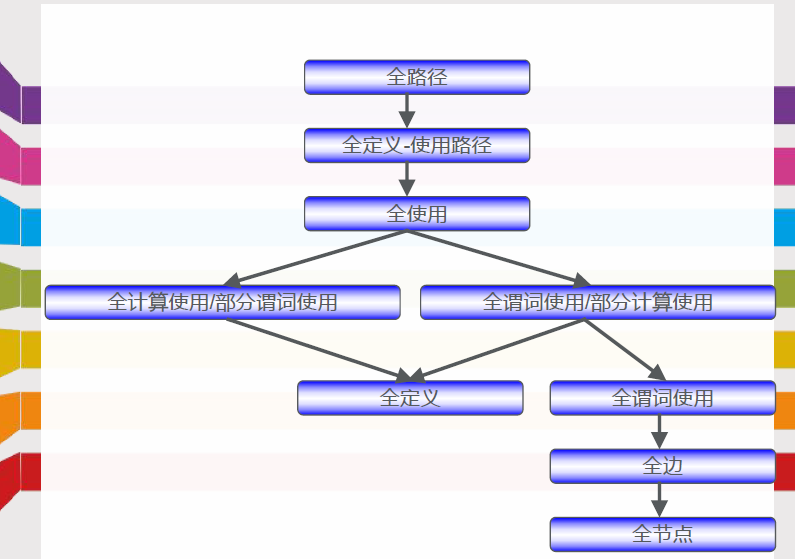 全路径
全定义-使用路径
全使用
全计算使用/部分谓词使用
全谓词使用/部分计算使用
全定义
全谓词使用
全边
全节点